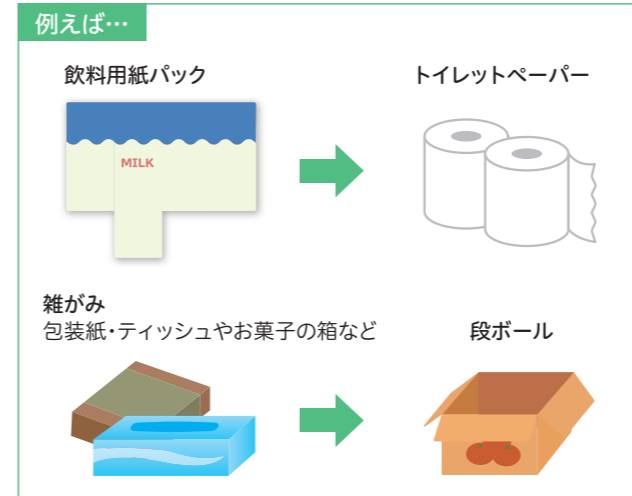 例えば…
飲料用紙パック
トイレットペーパー
MILK
雑がみ
包装紙・ティッシュやお菓子の箱など
段ボール